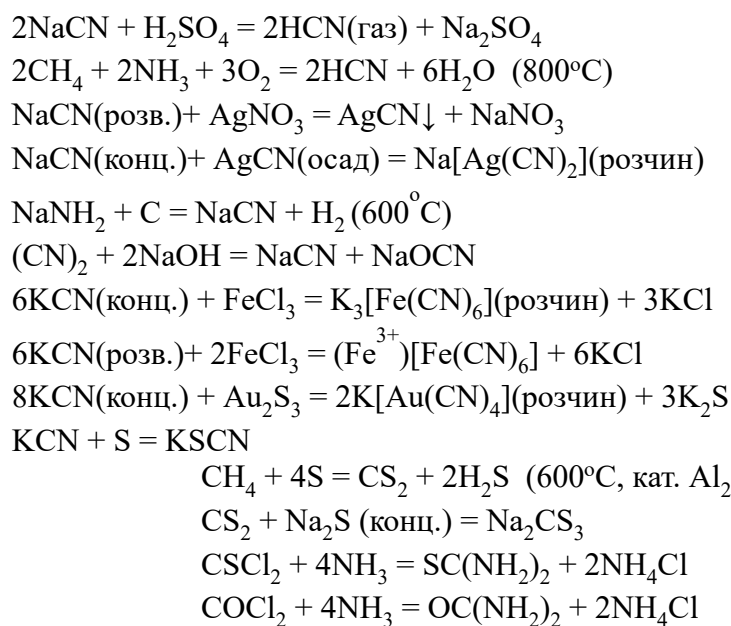 2NaCN + H₂SO₄ = 2HCN(газ) + Na₂SO₄
2CH₄ + 2NH₃ + 3O₂ = 2HCN + 6H₂O (800°C)
NaCN(розв.)+ AgNO₃ = AgCN↓ + NaNO₃
NaCN(конц.)+ AgCN(осад) = Na[Ag(CN)₂](розчин)
NaNH₂ + C = NaCN + H₂ (600°C)
(CN)₂ + 2NaOH = NaCN + NaOCN
6KCN(конц.) + FeCl₃ = K₃[Fe(CN)₆](розчин) + 3KCl
6KCN(розв.)+ 2FeCl₃ = (Fe³⁺)[Fe(CN)₆] + 6KCl
8KCN(конц.) + Au₂S₃ = 2K[Au(CN)₄](розчин) + 3K₂S
KCN + S = KSCN
CH₄ + 4S = CS₂ + 2H₂S (600°C, кат. Al₂
CS₂ + Na₂S (конц.) = Na₂CS₃
CSCl₂ + 4NH₃ = SC(NH₂)₂ + 2NH₄Cl
COCl₂ + 4NH₃ = OC(NH₂)₂ + 2NH₄Cl